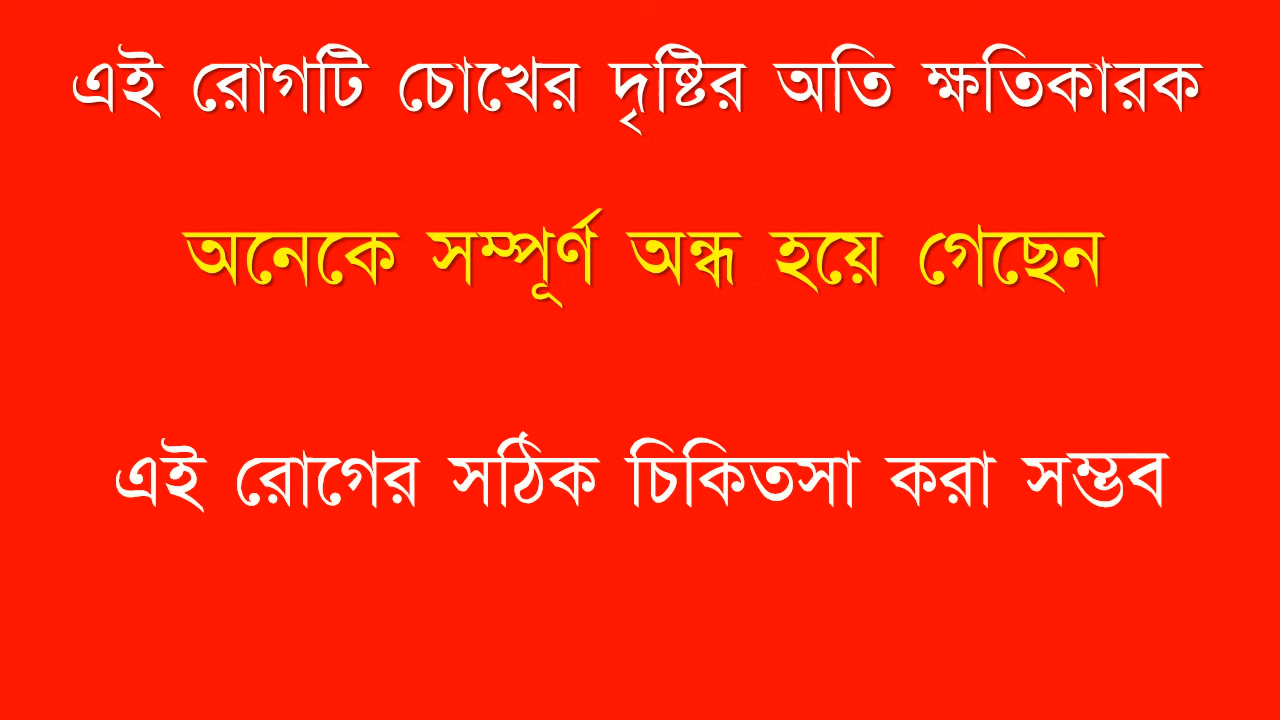 এই রোগটি চোখের দৃষ্টির অতি ক্ষতিকারক
অনেকে সম্পূর্ণ অন্ধ হয়ে গেছেন
এই রোগের সঠিক চিকিতসা করা সম্ভব